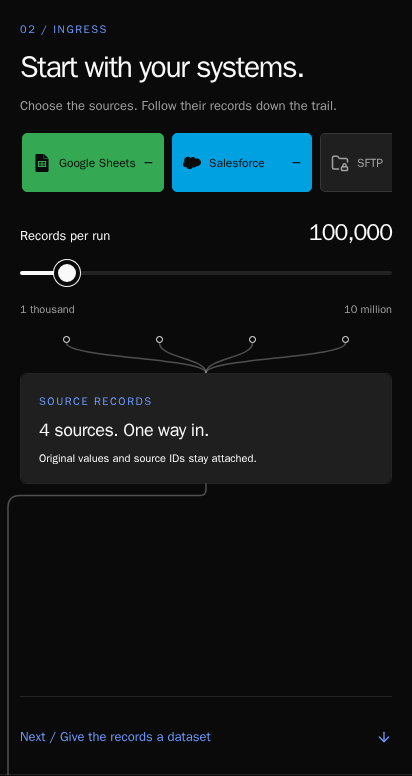 02 / INGRESS
Start with your systems.
Choose the sources. Follow their records down the trail.
Google Sheets –
Salesforce –
SFTP
Records per run
100,000
1 thousand
10 million
SOURCE RECORDS
4 sources. One way in.
Original values and source IDs stay attached.
Next / Give the records a dataset